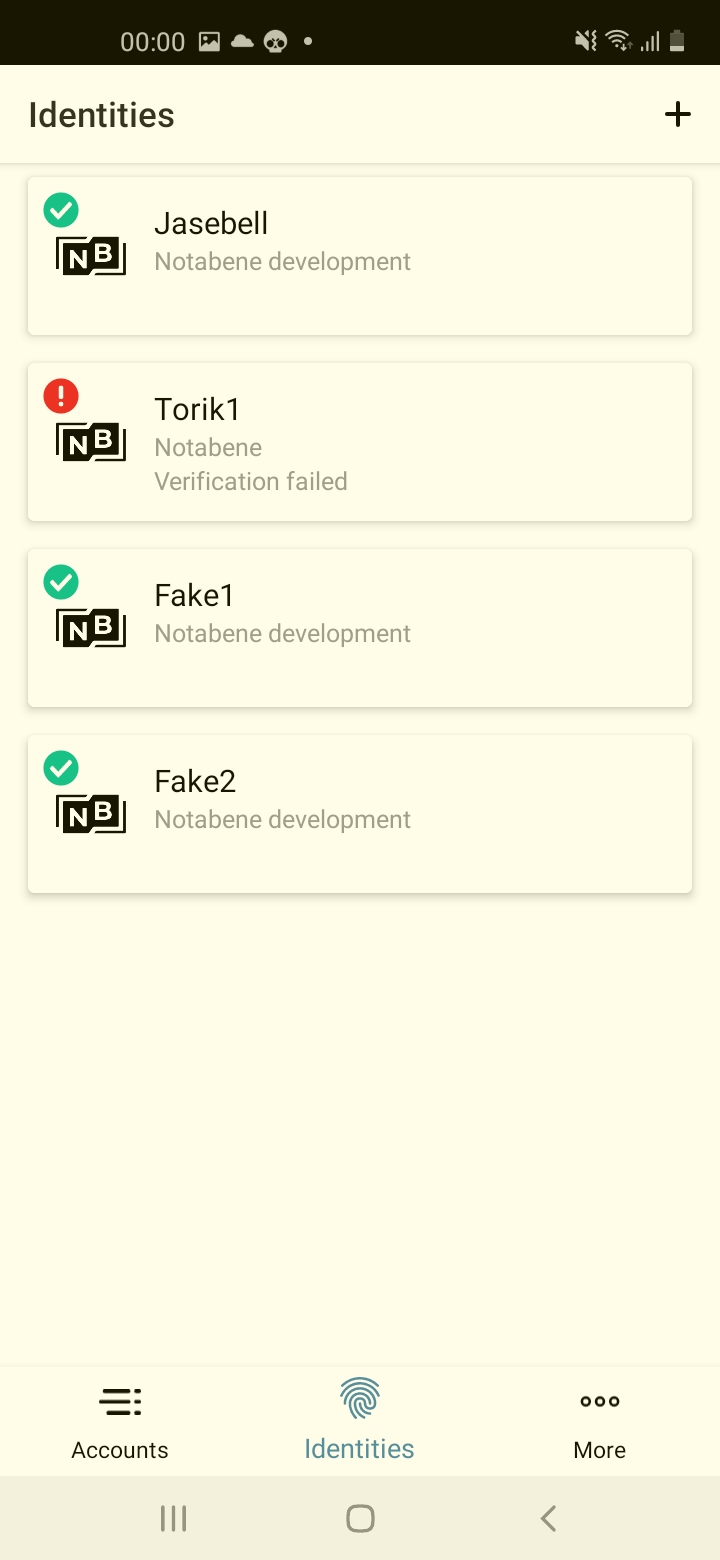 00:00
Identities
NB
Jasebell
Notabene development
NB
Torik1
Notabene
Verification failed
NB
Fake1
Notabene development
NB
Fake2
Notabene development
Accounts
Identities
More